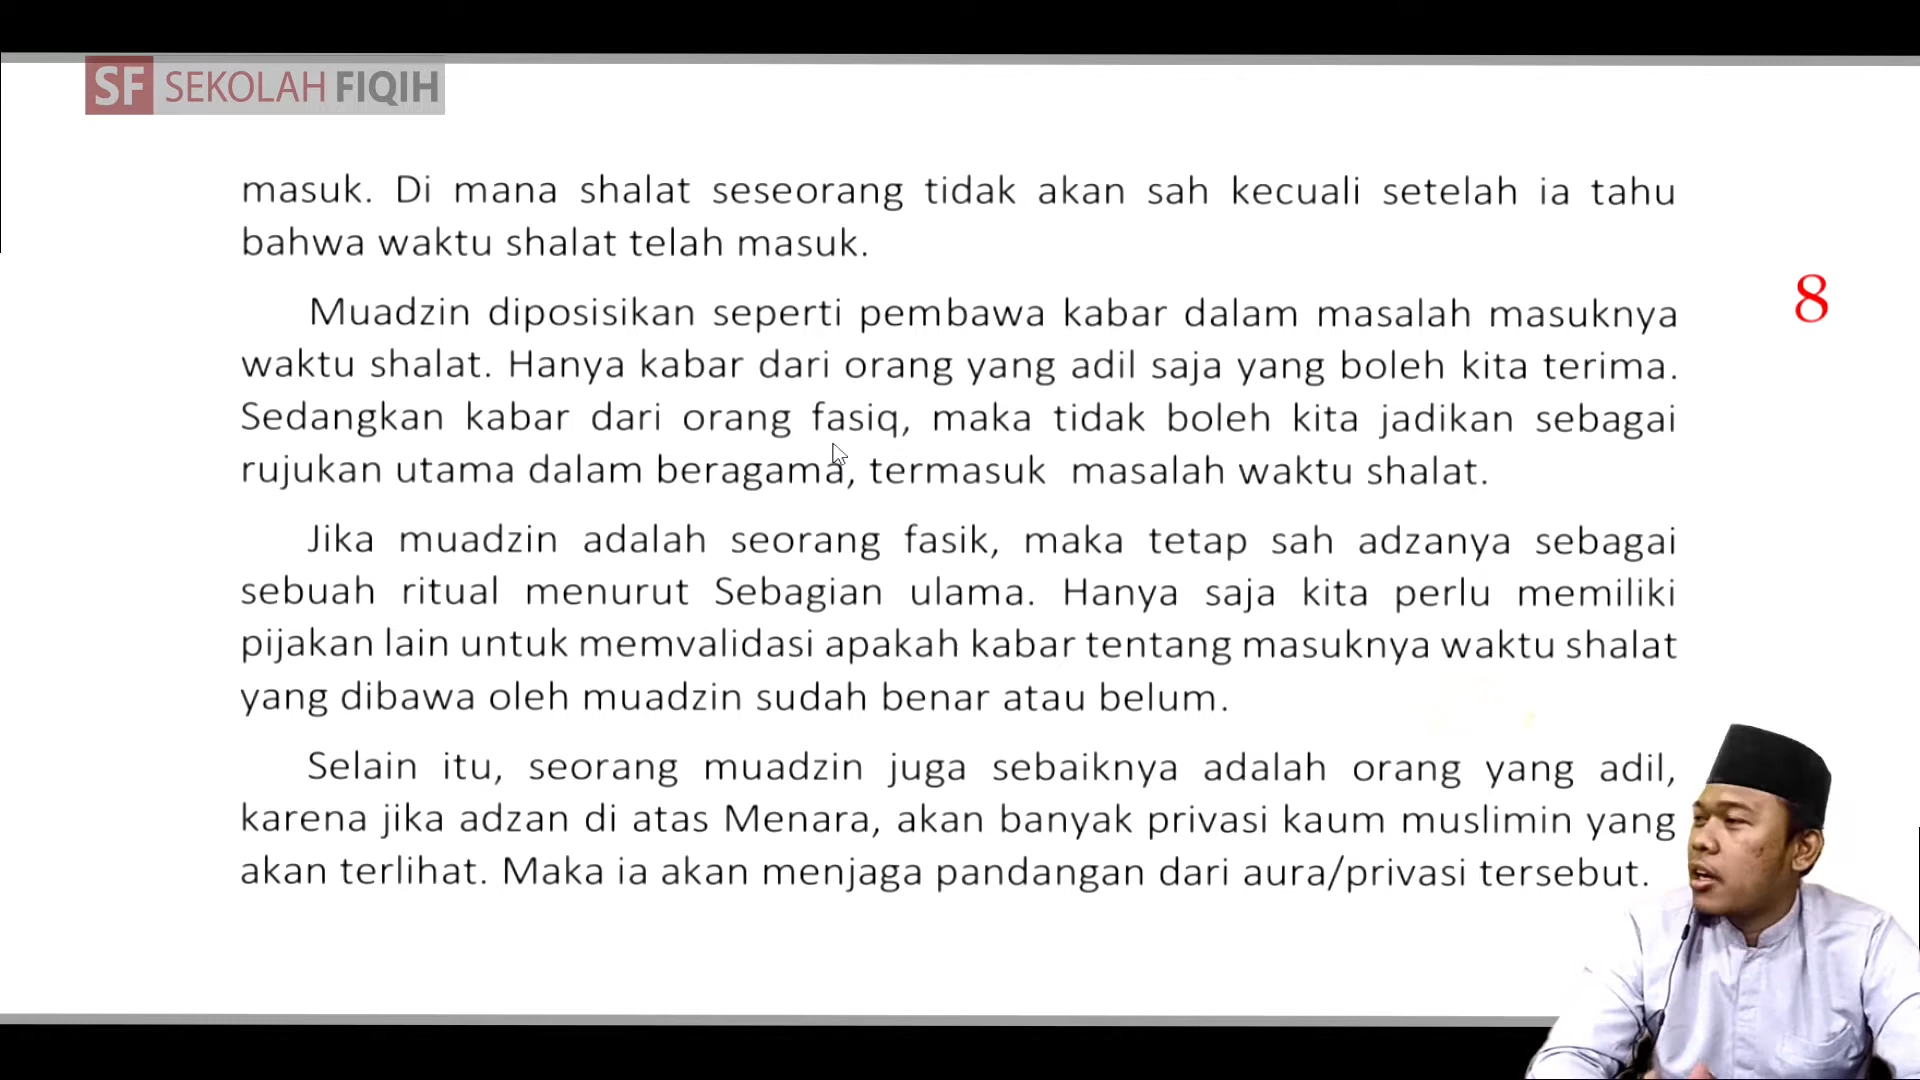 SF SEKOLAH FIQIH
masuk. Di mana shalat seseorang tidak akan sah kecuali setelah ia tahu
bahwa waktu shalat telah masuk.
8
Muadzin diposisikan seperti pembawa kabar dalam masalah masuknya
waktu shalat. Hanya kabar dari orang yang adil saja yang boleh kita terima.
Sedangkan kabar dari orang fasiq, maka tidak boleh kita jadikan sebagai
rujukan utama dalam beragama, termasuk masalah waktu shalat.
Jika muadzin adalah seorang fasik, maka tetap sah adzanya sebagai
sebuah ritual menurut Sebagian ulama. Hanya saja kita perlu memiliki
pijakan lain untuk memvalidasi apakah kabar tentang masuknya waktu shalat
yang dibawa oleh muadzin sudah benar atau belum.
Selain itu, seorang muadzin juga sebaiknya adalah orang yang adil,
karena jika adzan di atas Menara, akan banyak privasi kaum muslimin yang
akan terlihat. Maka ia akan menjaga pandangan dari aura/privasi tersebut.